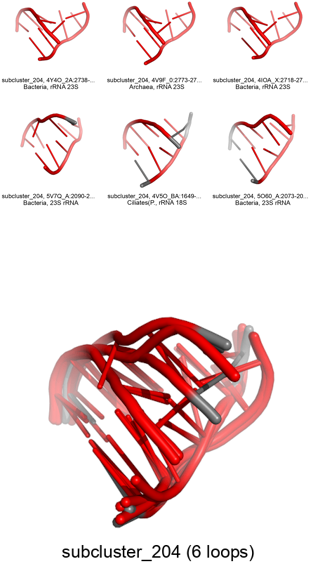 subcluster_204, 4Y4O_2A:2738-...
Bacteria, rRNA 23S
subcluster_204, 4V9F_0:2773-27...
Archaea, rRNA 23S
subcluster_204, 4IOA_X:2718-27...
Bacteria, rRNA 23S
subcluster_204, 5V7Q_A:2090-2...
Bacteria, 23S rRNA
subcluster_204, 4V5O_BA:1649-...
Ciliates(P., rRNA 18S
subcluster_204, 5O60_A:2073-20...
Bacteria, 23S rRNA
subcluster_204 (6 loops)